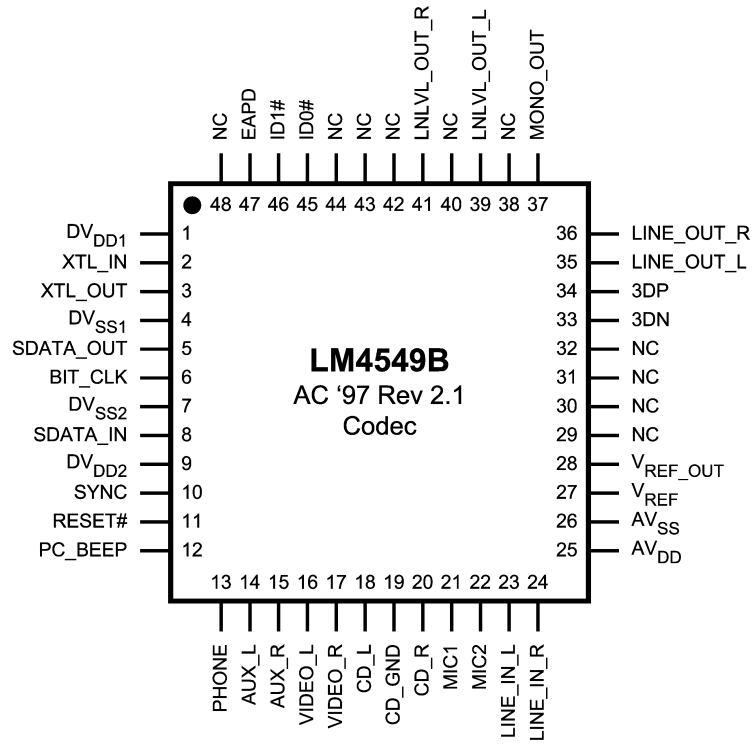 NC EAPD ID1# ID0# NC NC NC LNLVL_OUT_R NC LNLVL_OUT_L NC MONO_OUT
48 47 46 45 44 43 42 41 40 39 38 37
DVDD1 1 36 LINE_OUT_R
XTL_IN 2 35 LINE_OUT_L
XTL_OUT 3 34 3DP
DVSS1 4 33 3DN
SDATA_OUT 5 32 NC
LM4549B
BIT_CLK 6 31 NC
AC ‘97 Rev 2.1
DVSS2 7 30 NC
Codec
SDATA_IN 8 29 NC
DVDD2 9 28 VREF_OUT
SYNC 10 27 VREF
RESET# 11 26 AVSS
PC_BEEP 12 25 AVDD
13 14 15 16 17 18 19 20 21 22 23 24
PHONE AUX_L AUX_R VIDEO_L VIDEO_R CD_L CD_GND CD_R MIC1 MIC2 LINE_IN_L LINE_IN_R